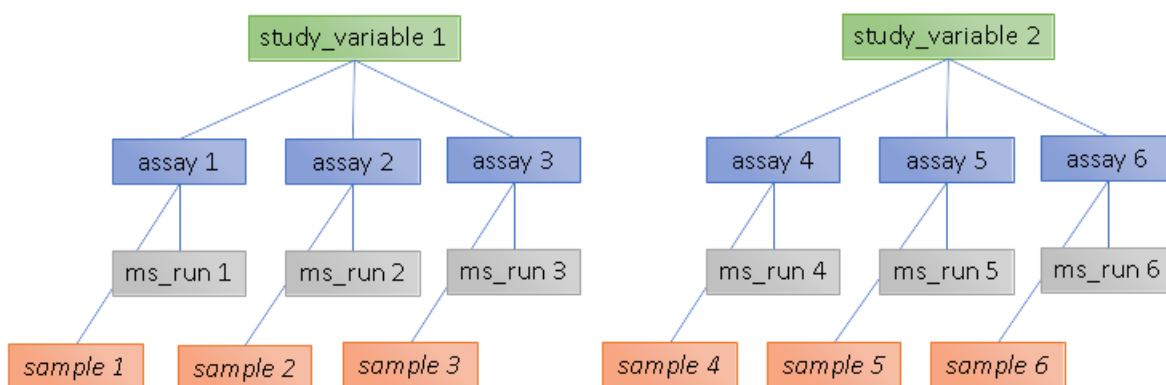 study_variable 1
study_variable 2
assay 1
assay 2
assay 3
assay 4
assay 5
assay 6
ms_run 1
ms_run 2
ms_run 3
ms_run 4
ms_run 5
ms_run 6
sample 1
sample 2
sample 3
sample 4
sample 5
sample 6